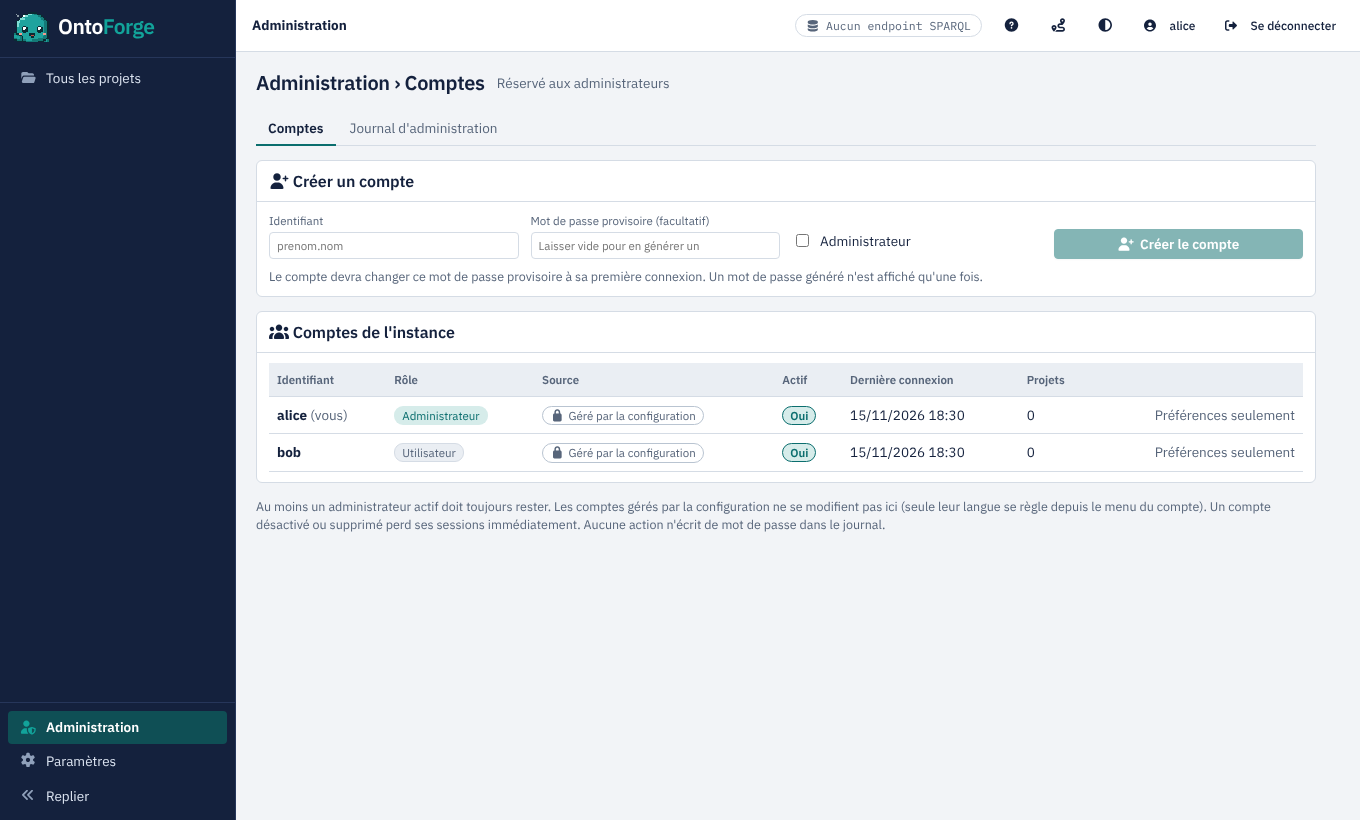 OntoForge
Administration
Aucun endpoint SPARQL
alice
Se déconnecter
Tous les projets
Administration › Comptes
Réservé aux administrateurs
Comptes
Journal d'administration
Créer un compte
Identifiant
Mot de passe provisoire (facultatif)
prenom.nom
Laisser vide pour en générer un
Administrateur
Créer le compte
Le compte devra changer ce mot de passe provisoire à sa première connexion. Un mot de passe généré n'est affiché qu'une fois.
Comptes de l'instance
Identifiant Rôle Source Actif Dernière connexion Projets
alice (vous) Administrateur Géré par la configuration Oui 15/11/2026 18:30 0 Préférences seulement
bob Utilisateur Géré par la configuration Oui 15/11/2026 18:30 0 Préférences seulement
Au moins un administrateur actif doit toujours rester. Les comptes gérés par la configuration ne se modifient pas ici (seule leur langue se règle depuis le menu du compte). Un compte
désactivé ou supprimé perd ses sessions immédiatement. Aucune action n'écrit de mot de passe dans le journal.
Administration
Paramètres
Replier